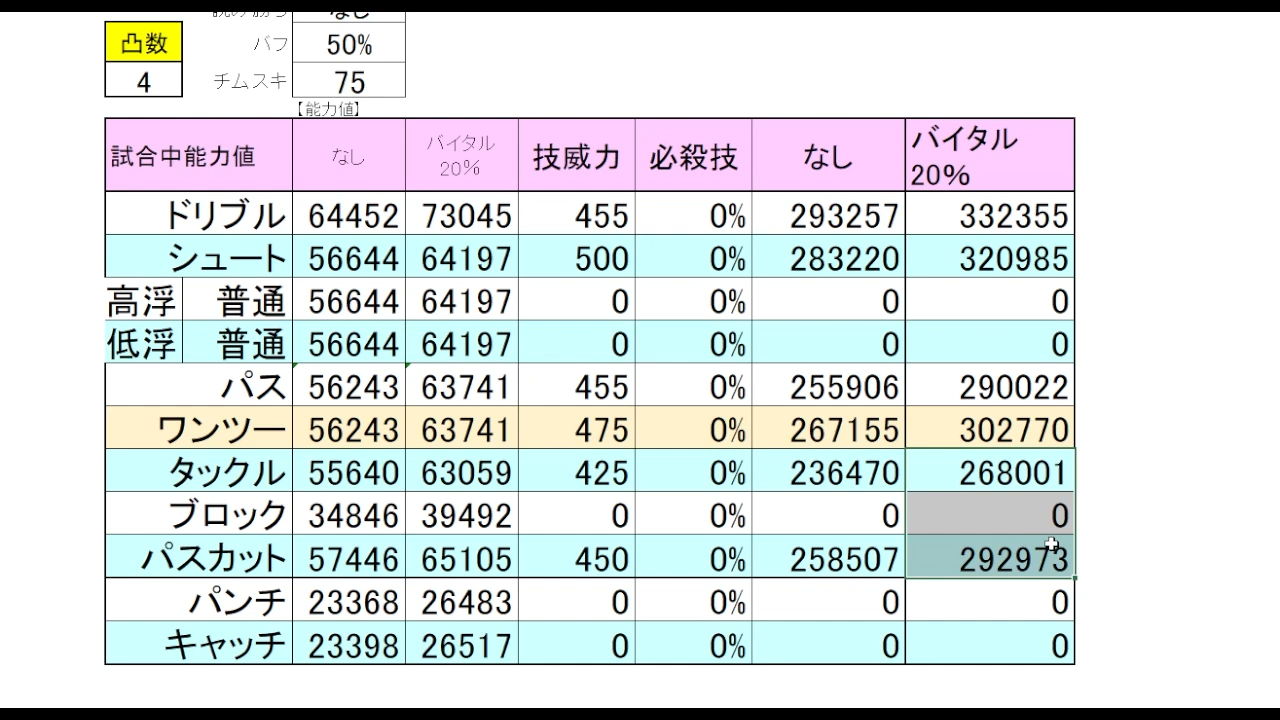 凸数 バフ 50%
4 チムスキ 75
【能力値】
試合中能力値 なし バイタル 20% 技威力 必殺技 なし バイタル 20%
ドリブル 64452 73045 455 0% 293257 332355
シュート 56644 64197 500 0% 283220 320985
高浮 普通 56644 64197 0 0% 0 0
低浮 普通 56644 64197 0 0% 0 0
パス 56243 63741 455 0% 255906 290022
ワンツー 56243 63741 475 0% 267155 302770
タックル 55640 63059 425 0% 236470 268001
ブロック 34846 39492 0 0% 0 0
パスカット 57446 65105 450 0% 258507 292973
パンチ 23368 26483 0 0% 0 0
キャッチ 23398 26517 0 0% 0 0